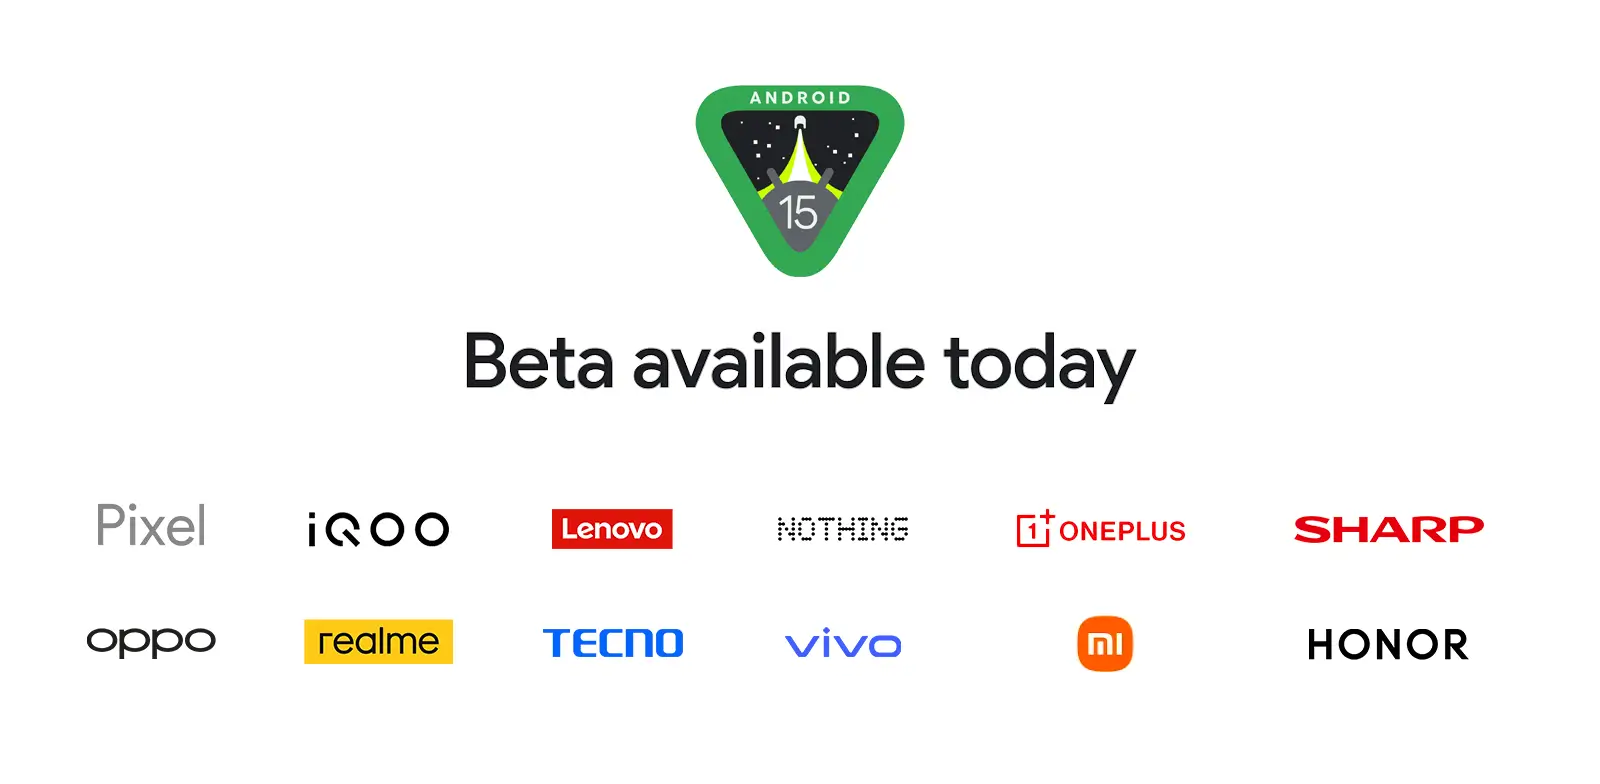 ANDROID
15
Beta available today
Pixel iQOO Lenovo NOTHING 1+ ONEPLUS SHARP
oppo realme TECNO vivo mi HONOR